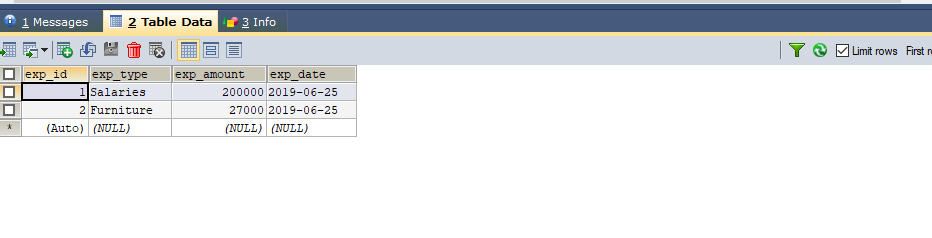 1 Messages 2 Table Data 3 Info
Limit rows First r
exp_id exp_type exp_amount exp_date
1 Salaries 200000 2019-06-25
2 Furniture 27000 2019-06-25
* (Auto) (NULL) (NULL) (NULL)